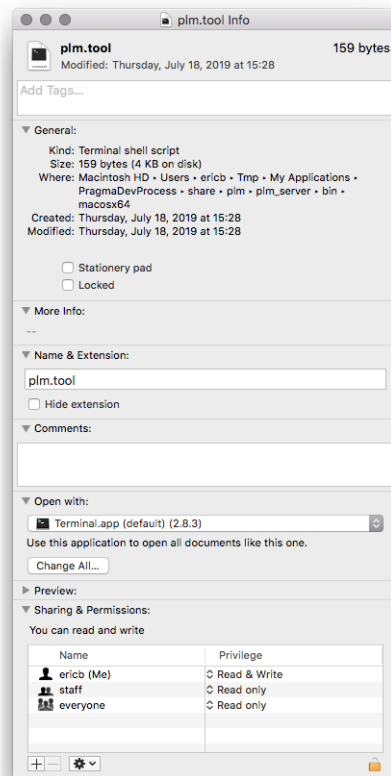 plm.tool Info
plm.tool 159 bytes
Modified: Thursday, July 18, 2019 at 15:28
Add Tags...
General:
Kind: Terminal shell script
Size: 159 bytes (4 KB on disk)
Where: Macintosh HD ▸ Users ▸ ericb ▸ Tmp ▸ My Applications ▸
PragmaDevProcess ▸ share ▸ plm ▸ plm_server ▸ bin ▸
macosx64
Created: Thursday, July 18, 2019 at 15:28
Modified: Thursday, July 18, 2019 at 15:28
Stationery pad
Locked
More Info:
--
Name & Extension:
plm.tool
Hide extension
Comments:
Open with:
Terminal.app (default) (2.8.3)
Use this application to open all documents like this one.
Change All...
Preview:
Sharing & Permissions:
You can read and write
Name Privilege
ericb (Me) Read & Write
staff Read only
everyone Read only